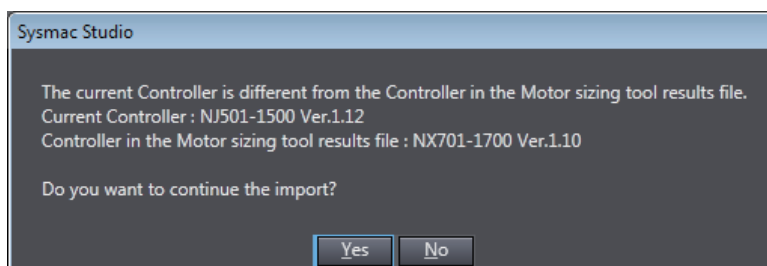 Sysmac Studio
The current Controller is different from the Controller in the Motor sizing tool results file.
Current Controller : NJ501-1500 Ver.1.12
Controller in the Motor sizing tool results file : NX701-1700 Ver.1.10
Do you want to continue the import?
Yes No